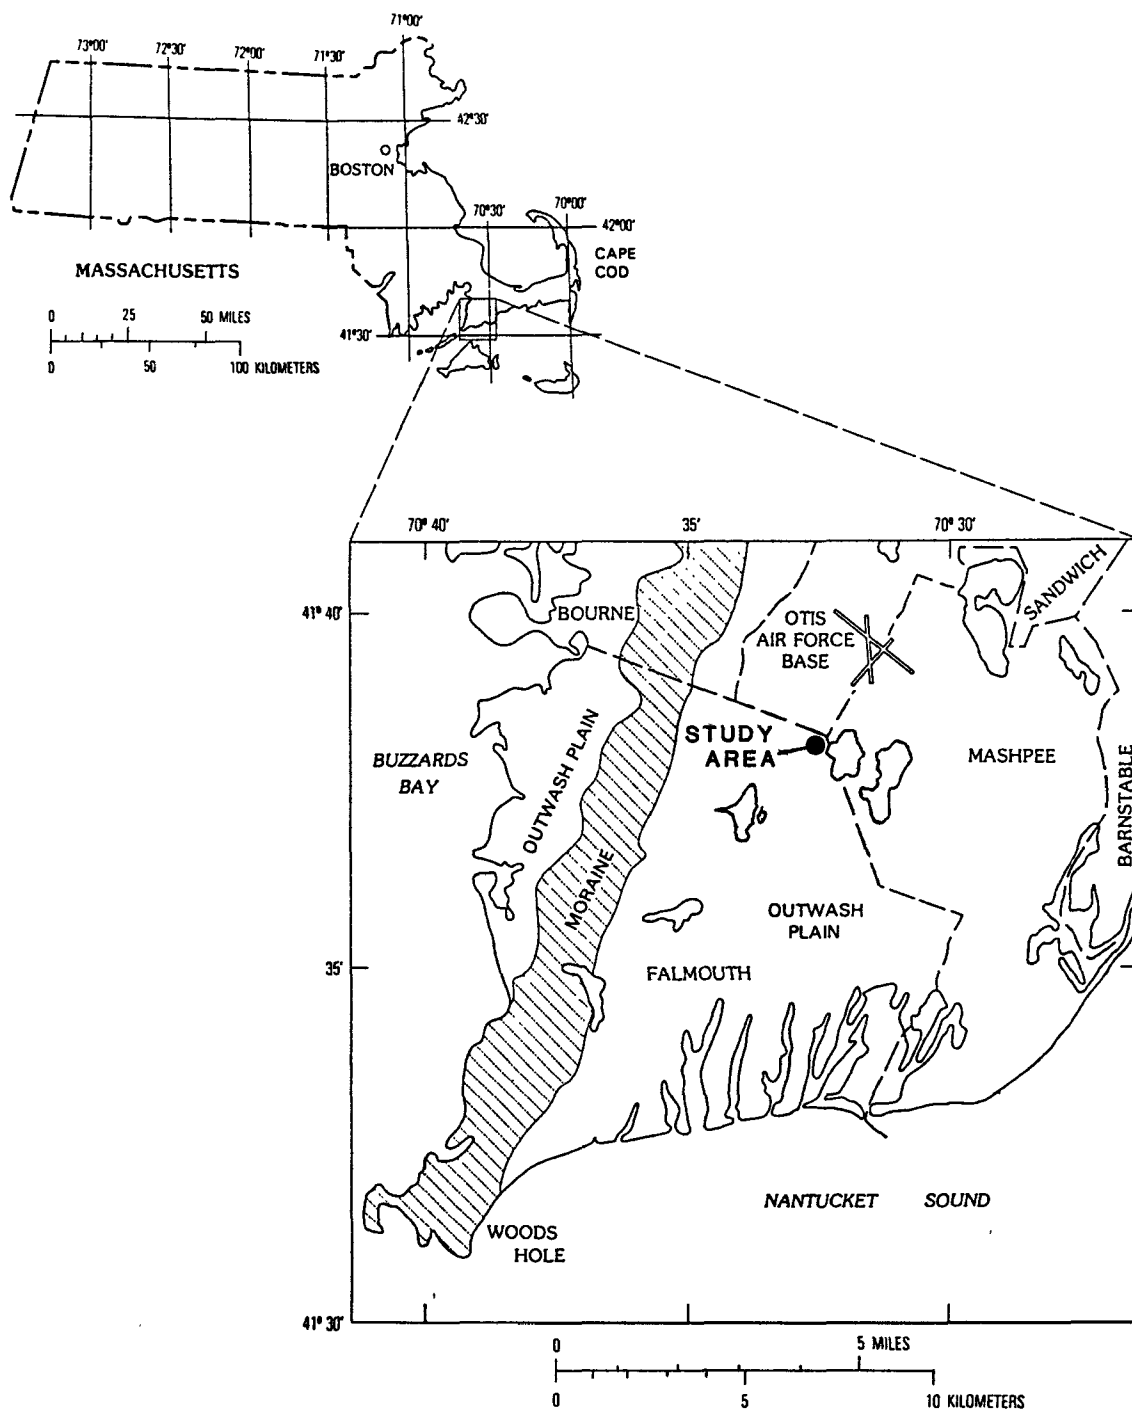 71°00'
73°00' 72°30' 72°00' 71°30'
42°30'
BOSTON
70°30' 70°00'
42°00'
CAPE
COD
MASSACHUSETTS
0 25 50 MILES
41°30'
0 50 100 KILOMETERS
70° 40' 35' 70° 30'
SANDWICH
41° 40'
BOURNE
OTIS
AIR FORCE
BASE
STUDY
AREA
MASHPEE
BUZZARDS
BAY
OUTWASH PLAIN
BARNSTABLE
MORAINE
OUTWASH
PLAIN
35'
FALMOUTH
NANTUCKET SOUND
WOODS
HOLE
41° 30'
0 5 MILES
0 5 10 KILOMETERS